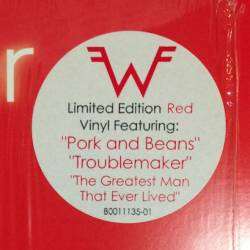 r
W
Limited Edition Red
Vinyl Featuring:
"Pork and Beans"
"Troublemaker"
"The Greatest Man
That Ever Lived"
B0011135-01